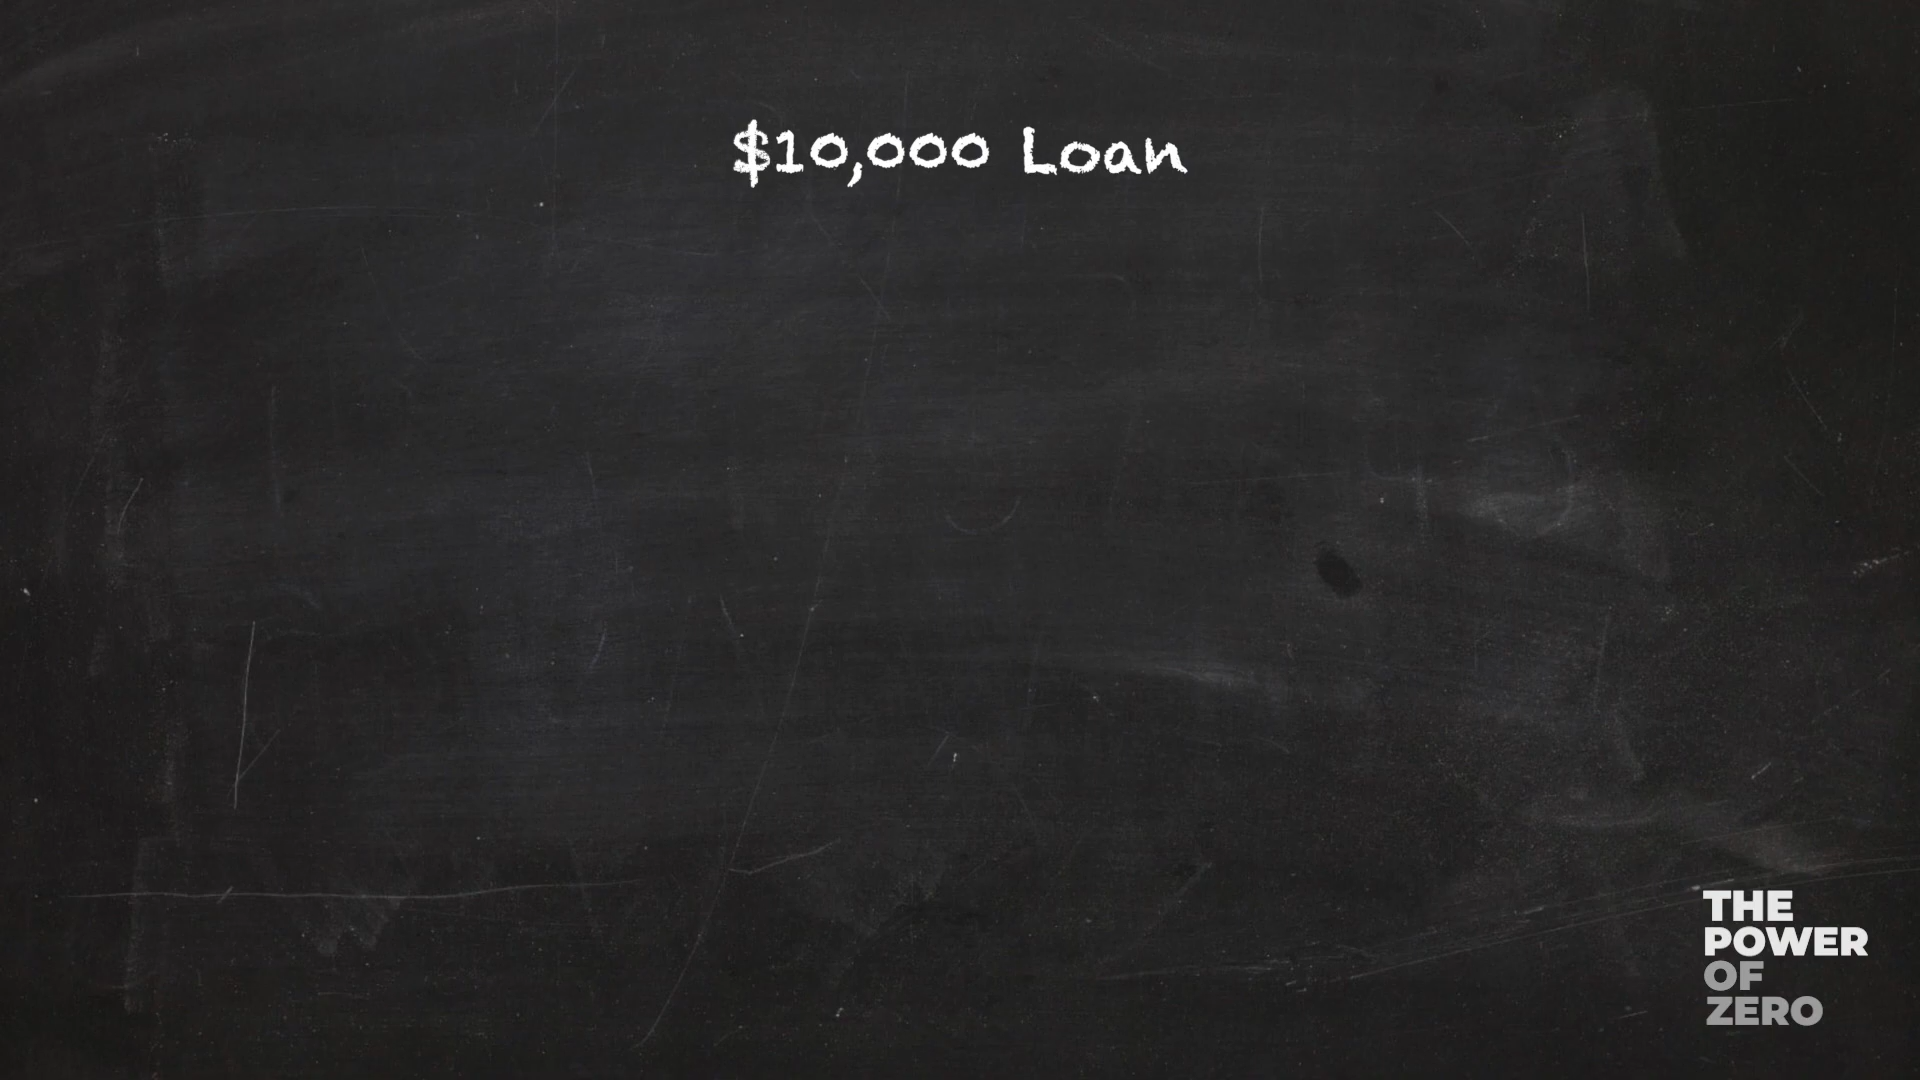 $10,000 Loan
THE
POWER
OF
ZERO